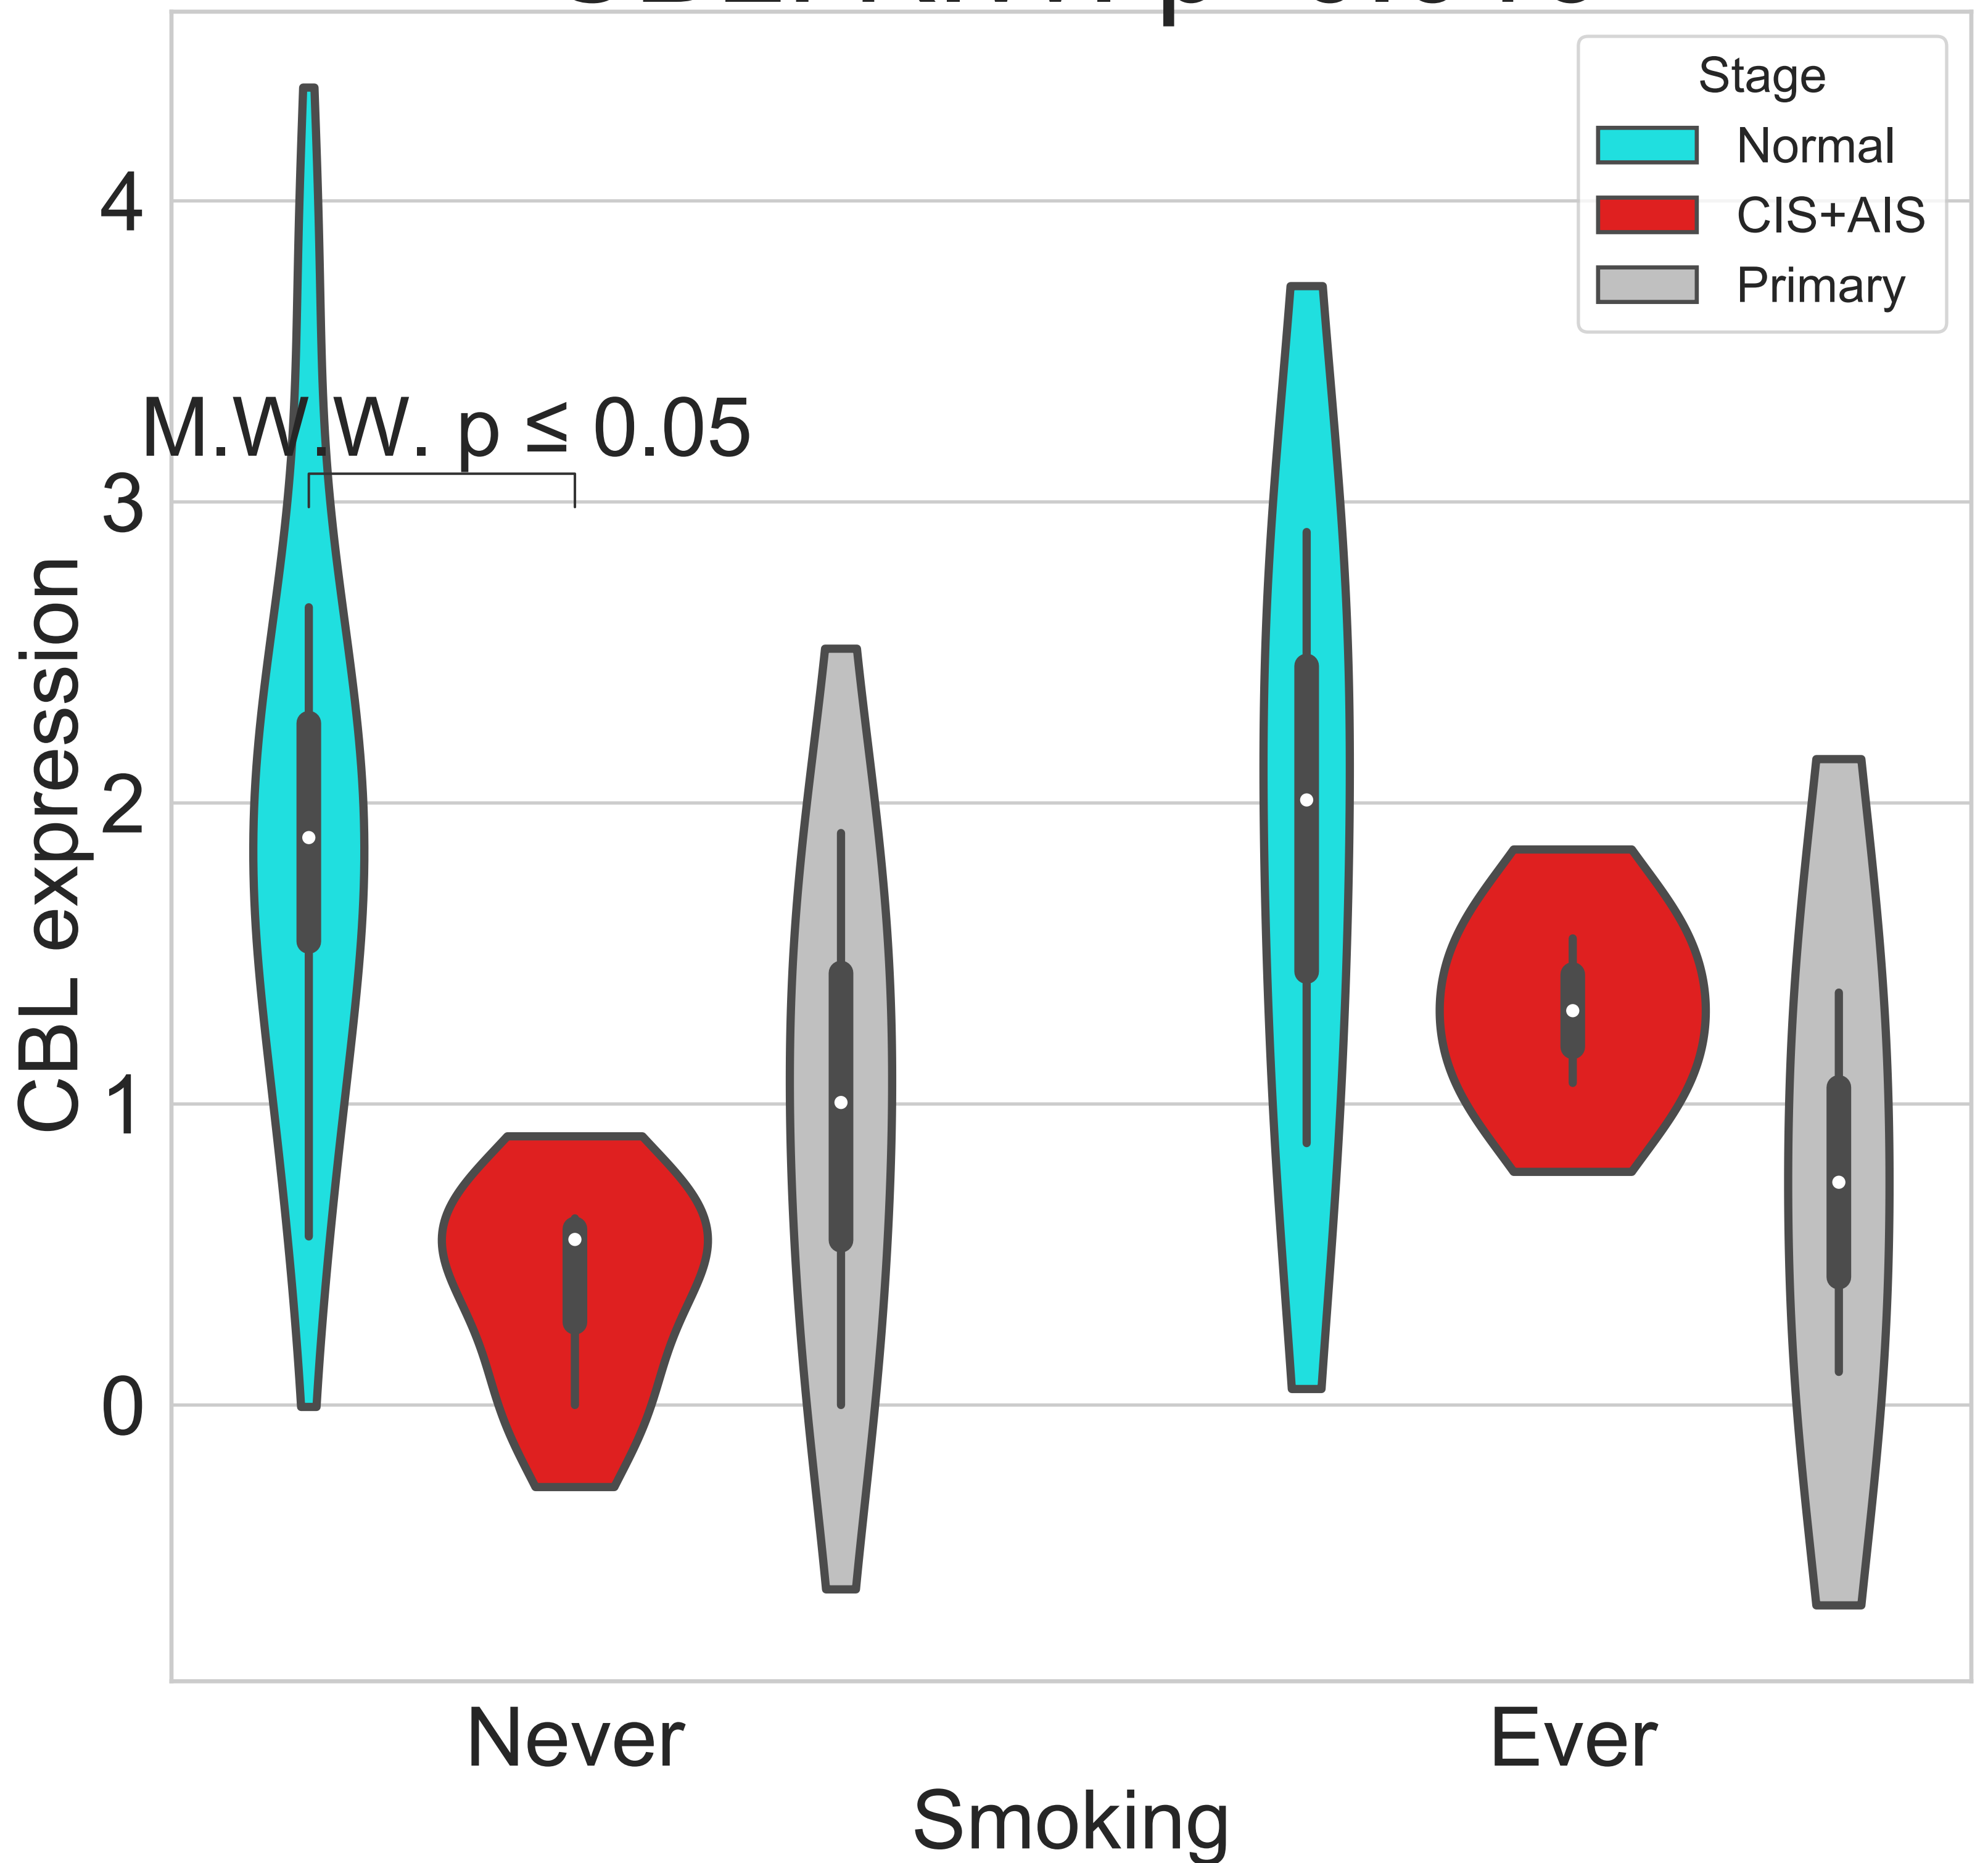 Stage
Normal
CIS+AIS
Primary
M.W.W. p ≤ 0.05
4
3
2
1
0
CBL expression
Never
Ever
Smoking